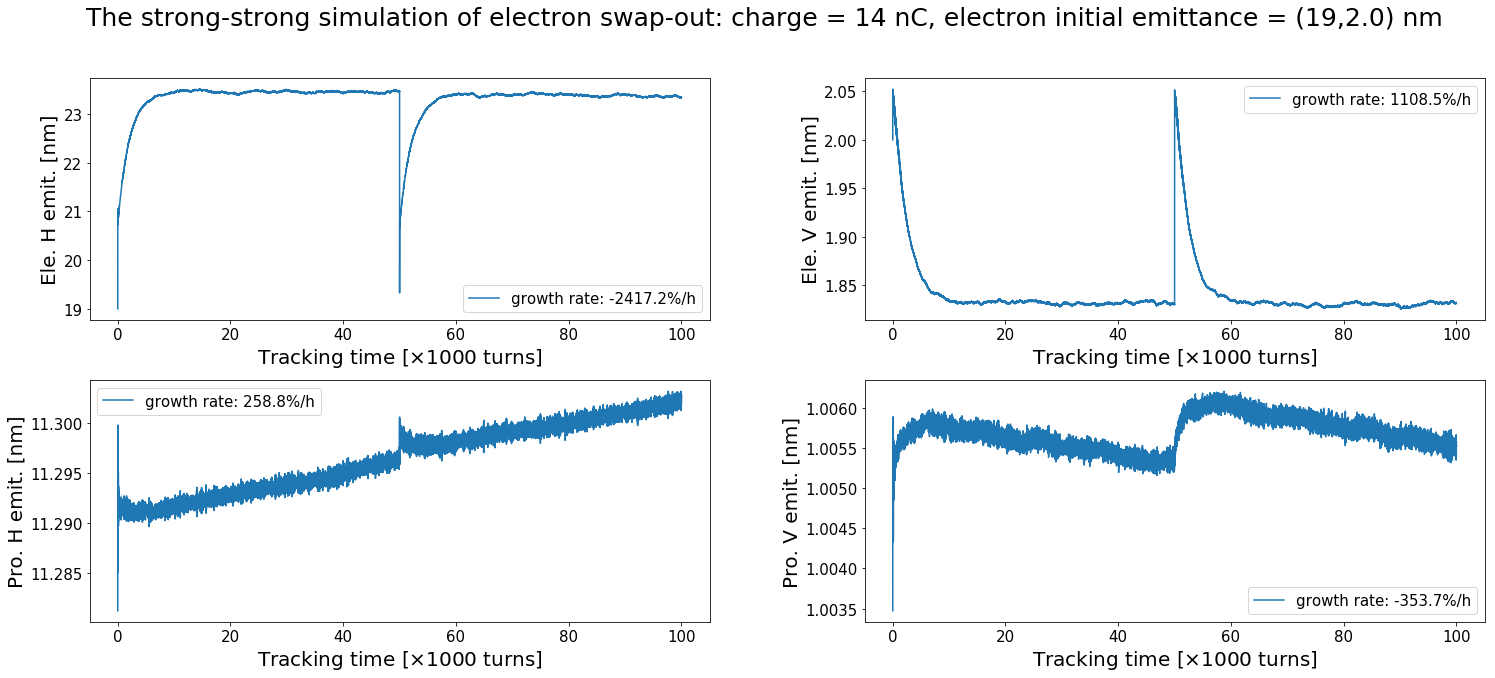 The strong-strong simulation of electron swap-out: charge = 14 nC, electron initial emittance = (19,2.0) nm
Ele. H emit. [nm]
23
22
21
20
19
growth rate: -2417.2%/h
0 20 40 60 80 100
Tracking time [×1000 turns]
Ele. V emit. [nm]
2.05
2.00
1.95
1.90
1.85
growth rate: 1108.5%/h
0 20 40 60 80 100
Tracking time [×1000 turns]
Pro. H emit. [nm]
11.300
11.295
11.290
11.285
growth rate: 258.8%/h
0 20 40 60 80 100
Tracking time [×1000 turns]
Pro. V emit. [nm]
1.0060
1.0055
1.0050
1.0045
1.0040
1.0035
growth rate: -353.7%/h
0 20 40 60 80 100
Tracking time [×1000 turns]